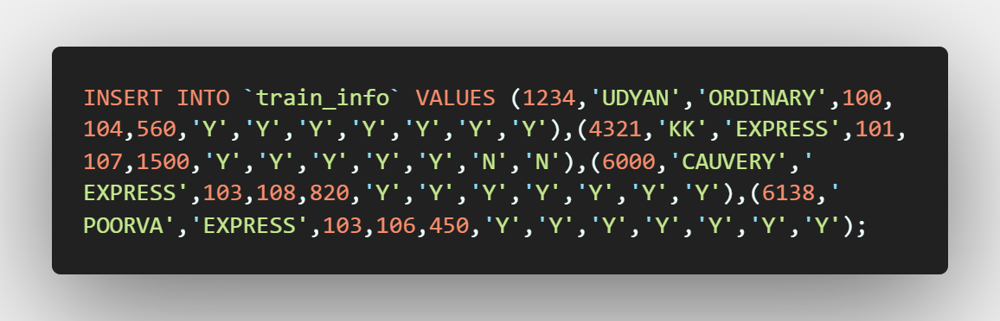 INSERT INTO `train_info` VALUES (1234,'UDYAN','ORDINARY',100,
104,560,'Y','Y','Y','Y','Y','Y','Y'),(4321,'KK','EXPRESS',101,
107,1500,'Y','Y','Y','Y','Y','N','N'),(6000,'CAUVERY','
EXPRESS',103,108,820,'Y','Y','Y','Y','Y','Y','Y'),(6138,'
POORVA','EXPRESS',103,106,450,'Y','Y','Y','Y','Y','Y','Y');